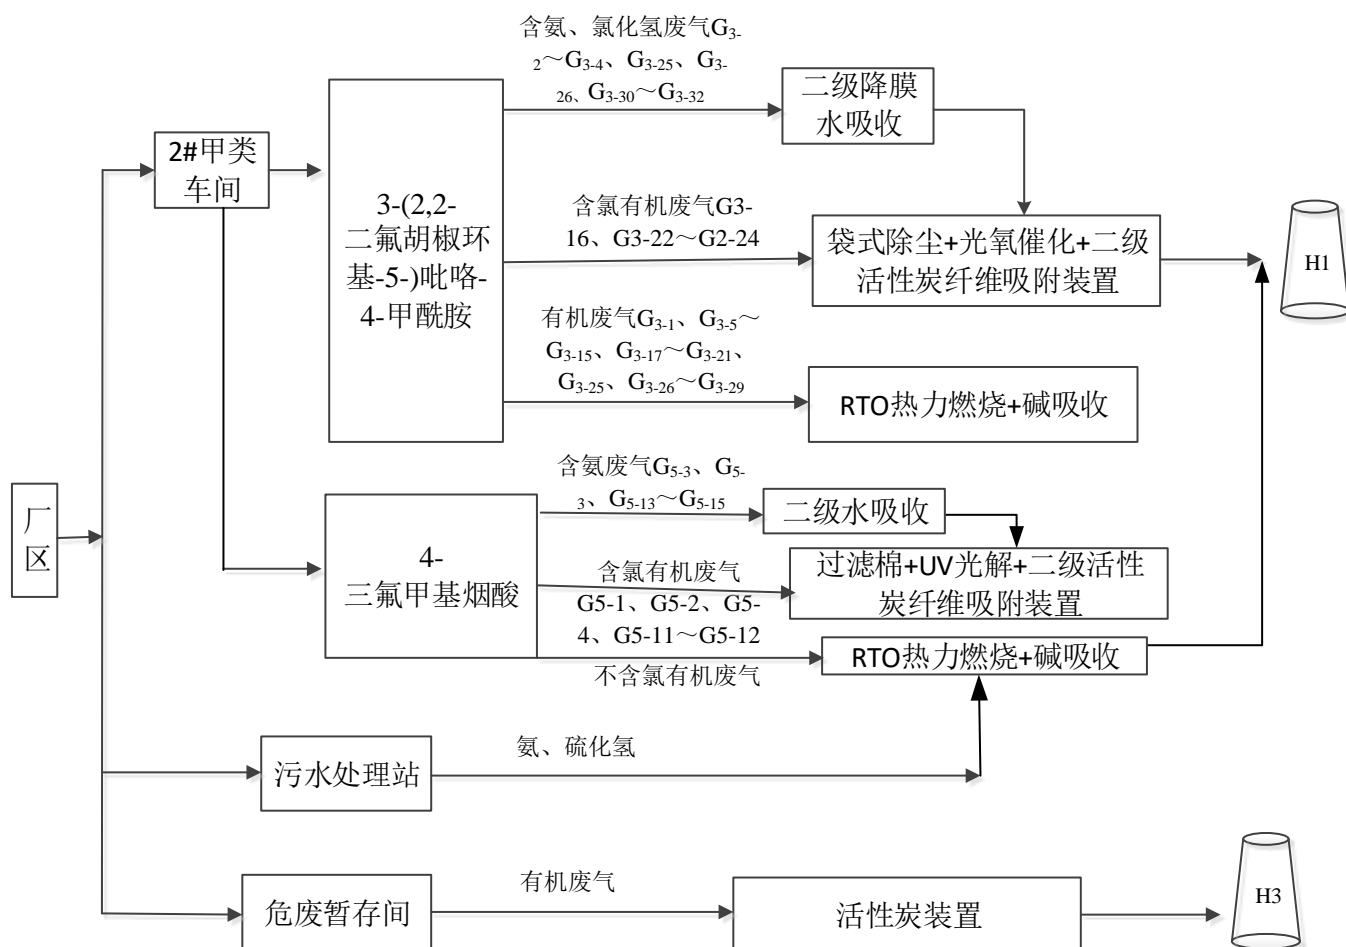 含氨、氯化氢废气G3-
2～G3-4、G3-25、G3-
26、G3-30～G3-32
二级降膜
水吸收
2#甲类
车间
3-(2,2-
二氟胡椒环
基-5-)吡咯-
4-甲酰胺
含氯有机废气G3-
16、G3-22～G2-24
袋式除尘+光氧催化+二级
活性炭纤维吸附装置
H1
有机废气G3-1、G3-5～
G3-15、G3-17～G3-21、
G3-25、G3-26～G3-29
RTO热力燃烧+碱吸收
厂
区
含氨废气G5-3、G5-
3、G5-13～G5-15
二级水吸收
4-
三氟甲基烟酸
含氯有机废气
G5-1、G5-2、G5-
4、G5-11～G5-12
过滤棉+UV光解+二级活性
炭纤维吸附装置
不含氯有机废气
RTO热力燃烧+碱吸收
污水处理站
氨、硫化氢
危废暂存间
有机废气
活性炭装置
H3